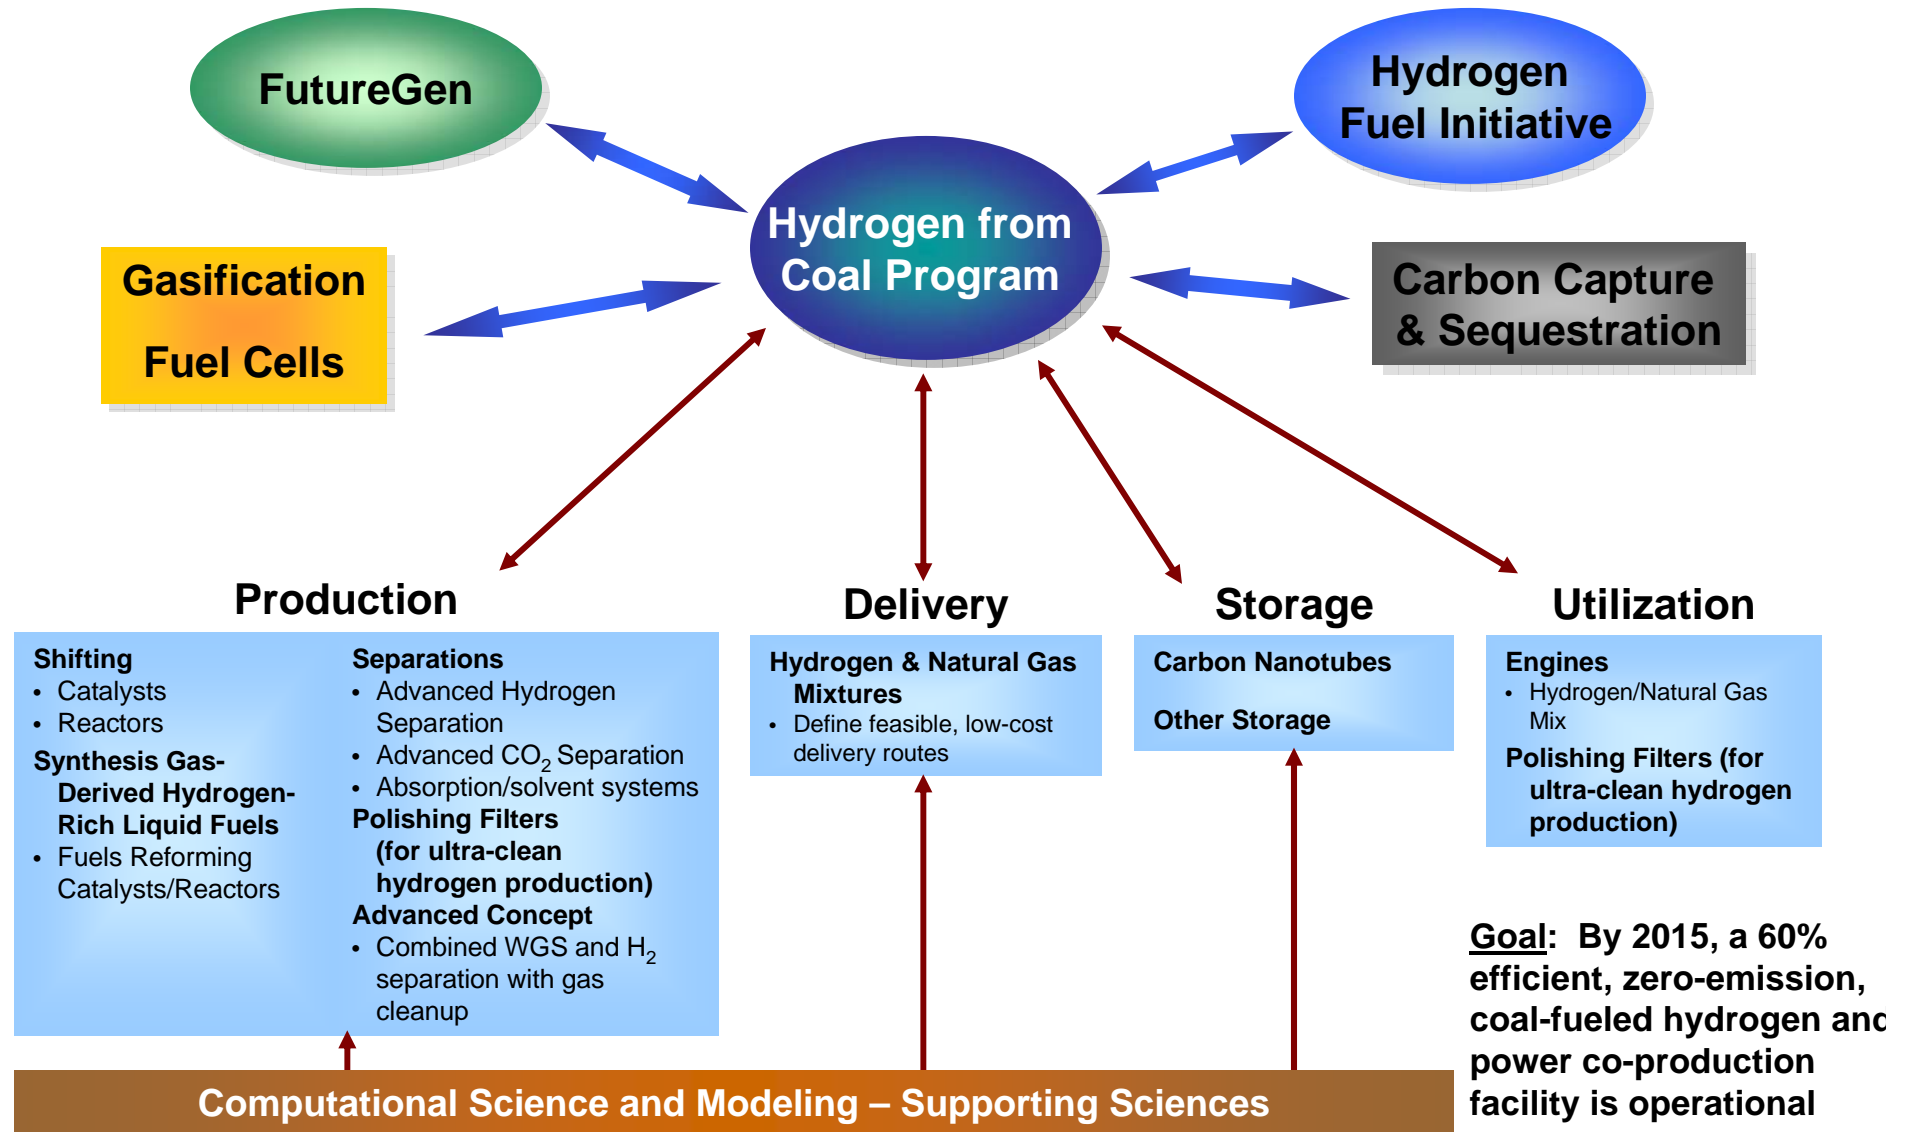 FutureGen
Hydrogen
Fuel Initiative
Hydrogen from
Coal Program
Gasification
Fuel Cells
Carbon Capture
& Sequestration
Production
Shifting
• Catalysts
• Reactors
Synthesis Gas-
Derived Hydrogen-
Rich Liquid Fuels
• Fuels Reforming
Catalysts/Reactors
Separations
• Advanced Hydrogen
Separation
• Advanced CO2 Separation
• Absorption/solvent systems
Polishing Filters
(for ultra-clean
hydrogen production)
Advanced Concept
• Combined WGS and H2
separation with gas
cleanup
Delivery
Hydrogen & Natural Gas
Mixtures
• Define feasible, low-cost
delivery routes
Storage
Carbon Nanotubes
Other Storage
Utilization
Engines
• Hydrogen/Natural Gas
Mix
Polishing Filters (for
ultra-clean hydrogen
production)
Goal: By 2015, a 60%
efficient, zero-emission,
coal-fueled hydrogen and
power co-production
facility is operational
Computational Science and Modeling – Supporting Sciences